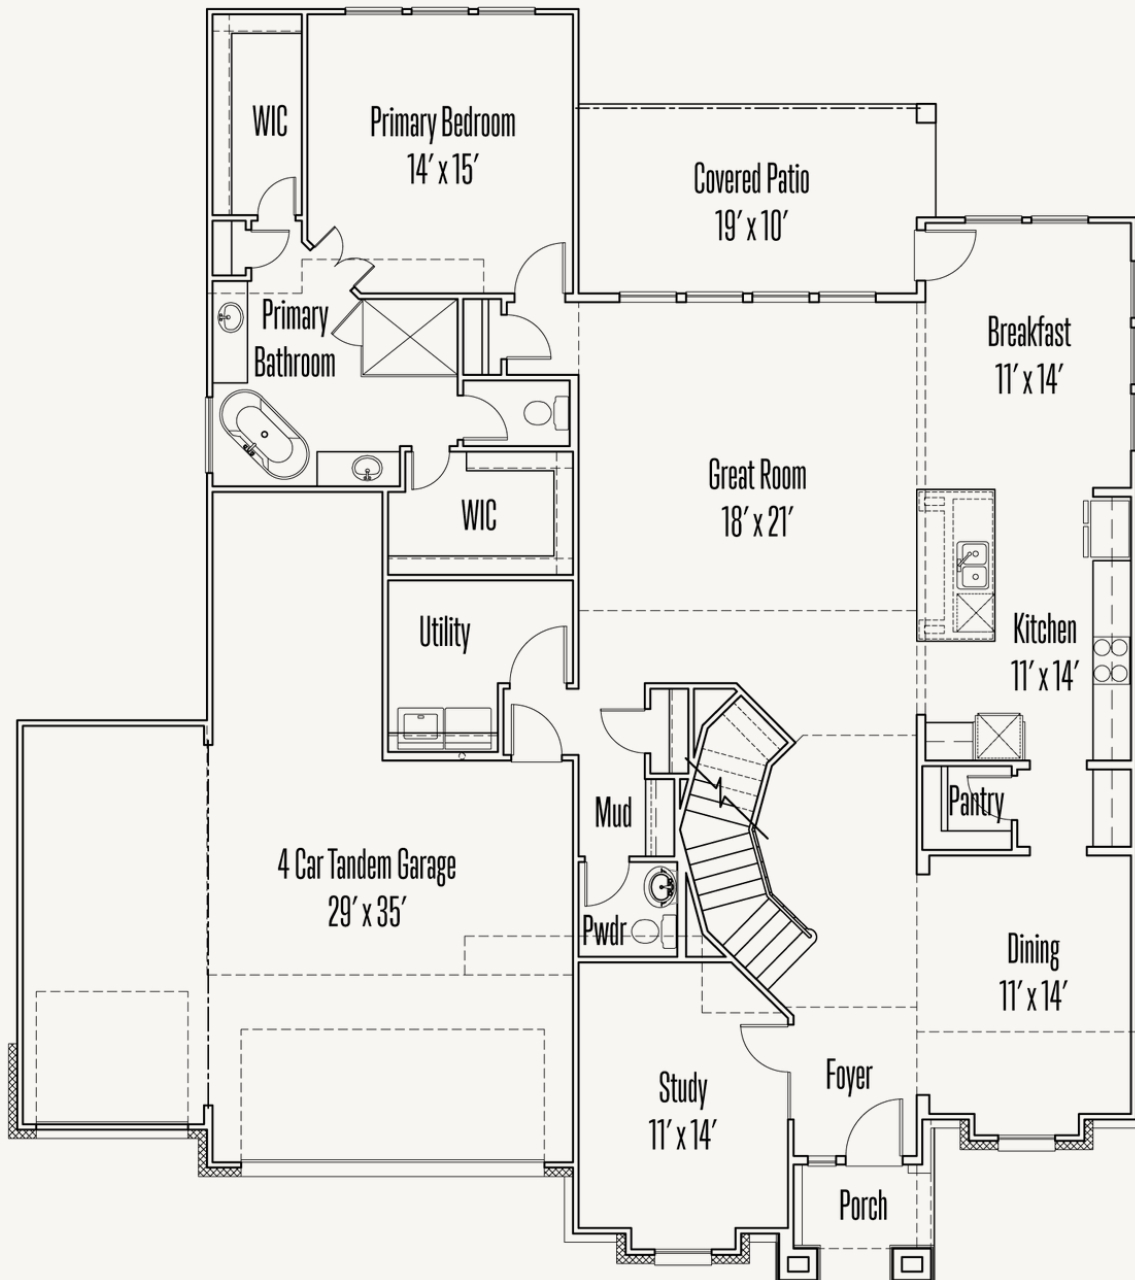 WIC
Primary Bedroom
14′ x 15′
Covered Patio
19′ x 10′
Primary
Bathroom
Breakfast
11′ x 14′
Great Room
18′ x 21′
WIC
Utility
Kitchen
11′ x 14′
Pantry
Mud
4 Car Tandem Garage
29′ x 35′
Pwdr
Dining
11′ x 14′
Study
11′ x 14′
Foyer
Porch